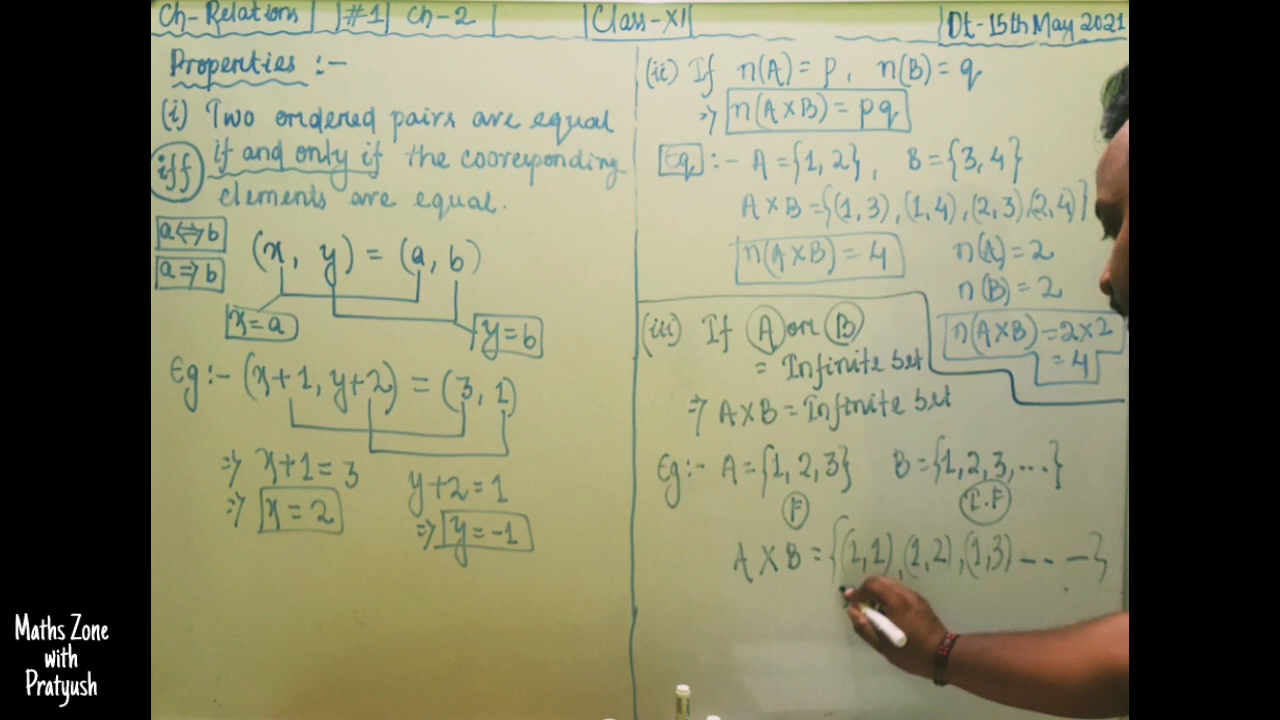 Ch-Relations | #1 | Ch-2 | Class-XI | Dt-15th May 2021
Properties :-
(i) Two ordered pairs are equal
iff if and only if the cooresponding
elements are equal.
a⇔b
a⇒b
(x, y) = (a, b)
x=a
y=b
Eg:- (x+1, y+2) = (3, 1)
⇒ x+1=3
y+2=1
⇒ x=2
⇒ y=-1
(ii) If n(A)=p, n(B)=q
⇒ n(A×B)=pq
Eg :- A={1,2}, B={3,4}
A×B={(1,3),(1,4),(2,3),(2,4)}
n(A×B)=4
n(A)=2
n(B)=2
n(A×B)=2×2
=4
(iii) If A or B
= Infinite set
⇒ A×B=Infinite set
Eg:- A={1,2,3} B={1,2,3,....}
F
I.F
A×B={(1,1),(1,2),(1,3)-----}
Maths Zone
with
Pratyush